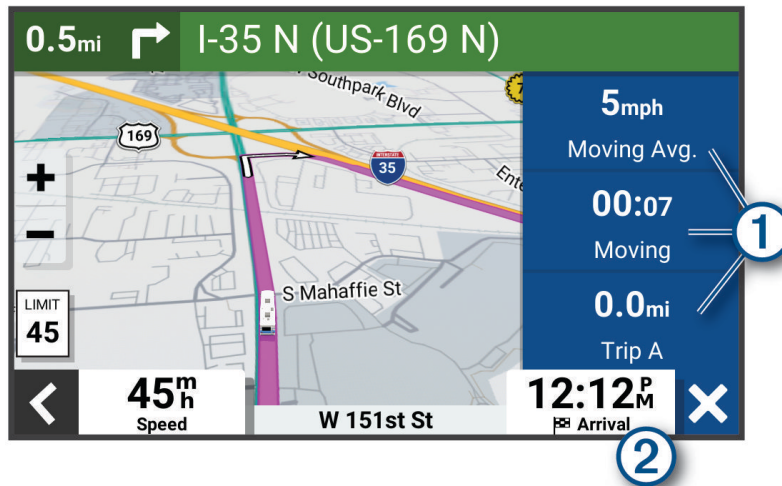 0.5mi I-35 N (US-169 N)
Southpark Blvd
169
INTERSTATE
35
Ente
+
−
S Mahaffie St
LIMIT
45
5mph
Moving Avg.
00:07
Moving
0.0mi
Trip A
1
45mh
Speed
W 151st St
12:12PM
Arrival
2